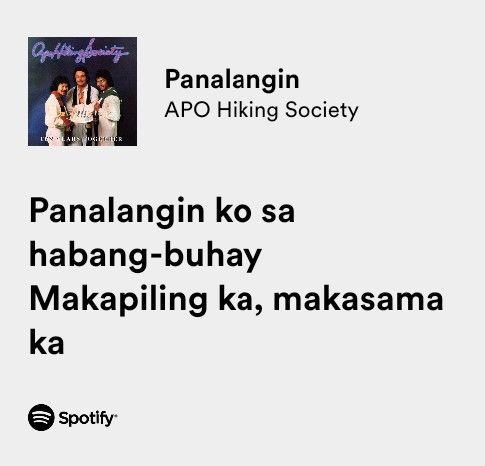 Apo Hiking Society
TEN YEARS TOGETHER
Panalangin
APO Hiking Society
Panalangin ko sa
habang-buhay
Makapiling ka, makasama
ka
Spotify